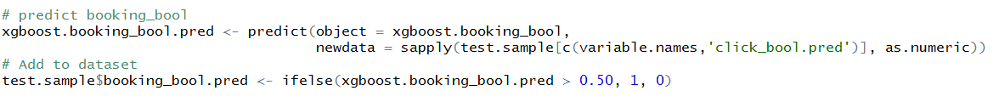 # predict booking_bool
xgboost.booking_bool.pred <- predict(object = xgboost.booking_bool,
newdata = sapply(test.sample[c(variable.names,'click_bool.pred')], as.numeric))
# Add to dataset
test.sample$booking_bool.pred <- ifelse(xgboost.booking_bool.pred > 0.50, 1, 0)